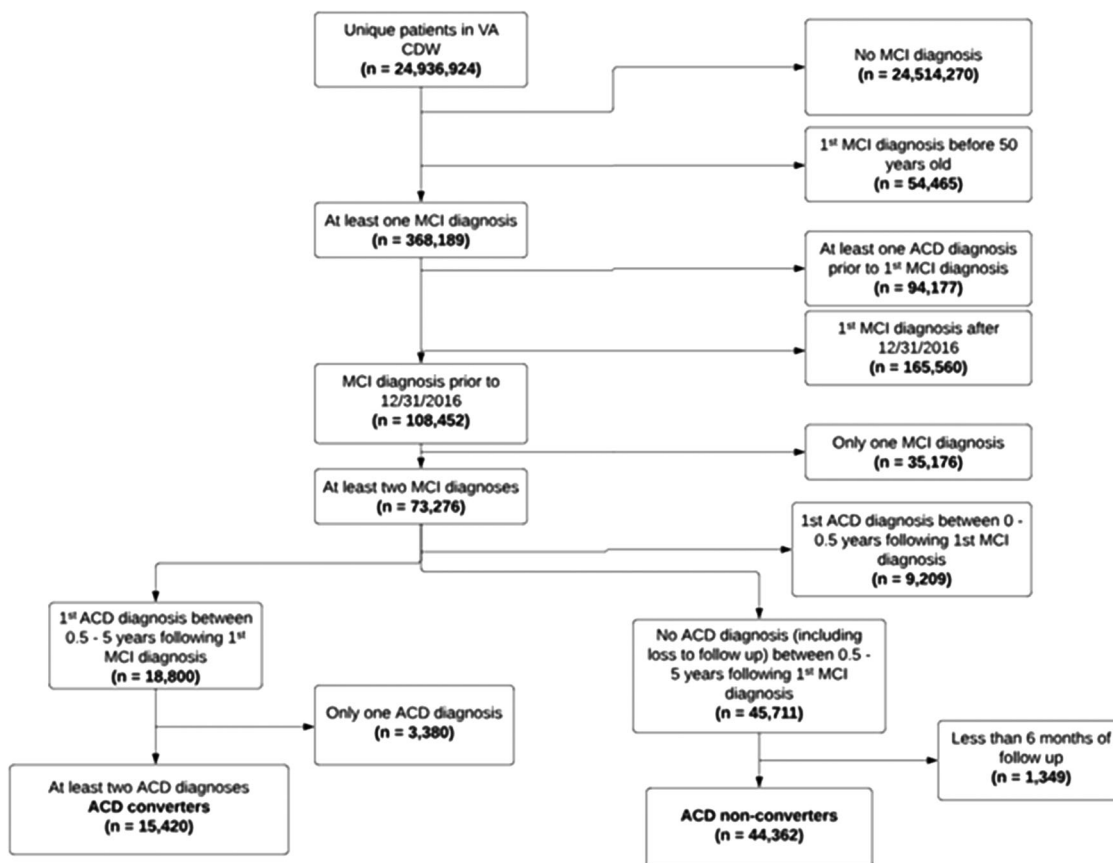 Unique patients in VA
CDW
(n = 24,936,924)
No MCI diagnosis
(n = 24,514,270)
1st MCI diagnosis before 50
years old
(n = 54,465)
At least one MCI diagnosis
(n = 368,189)
At least one ACD diagnosis
prior to 1st MCI diagnosis
(n = 94,177)
1st MCI diagnosis after
12/31/2016
(n = 165,560)
MCI diagnosis prior to
12/31/2016
(n = 108,452)
Only one MCI diagnosis
(n = 35,176)
At least two MCI diagnoses
(n = 73,276)
1st ACD diagnosis between 0 -
0.5 years following 1st MCI
diagnosis
(n = 9,209)
1st ACD diagnosis between
0.5 - 5 years following 1st
MCI diagnosis
(n = 18,800)
No ACD diagnosis (including
loss to follow up) between 0.5 -
5 years following 1st MCI
diagnosis
(n = 45,711)
Only one ACD diagnosis
(n = 3,380)
Less than 6 months of
follow up
(n = 1,349)
At least two ACD diagnoses
ACD converters
(n = 15,420)
ACD non-converters
(n = 44,362)